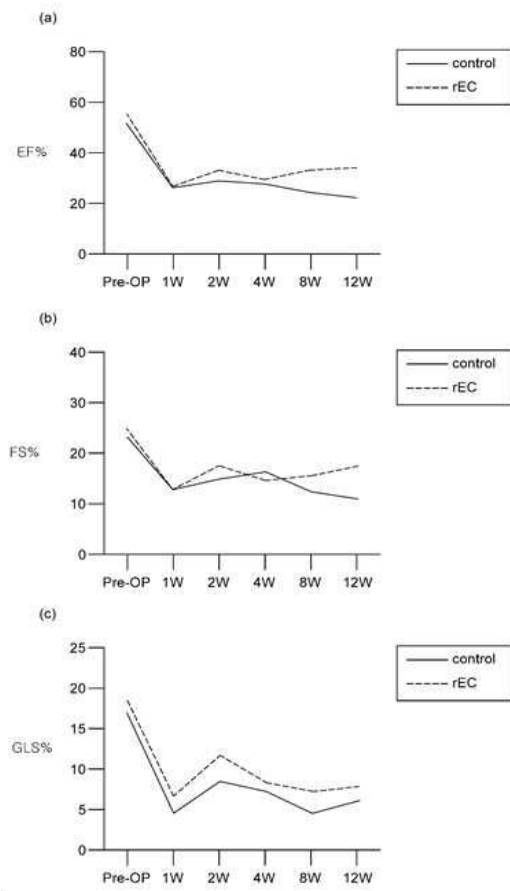 (a)
80
60
40
20
0
EF%
Pre-OP 1W 2W 4W 8W 12W
control
rEC
(b)
40
30
20
10
0
FS%
Pre-OP 1W 2W 4W 8W 12W
control
rEC
(c)
25
20
15
10
5
0
GLS%
Pre-OP 1W 2W 4W 8W 12W
control
rEC